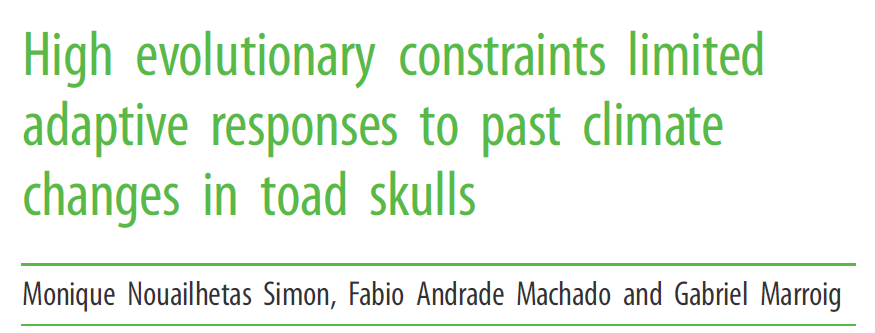 High evolutionary constraints limited
adaptive responses to past climate
changes in toad skulls
Monique Nouailhetas Simon, Fabio Andrade Machado and Gabriel Marroig